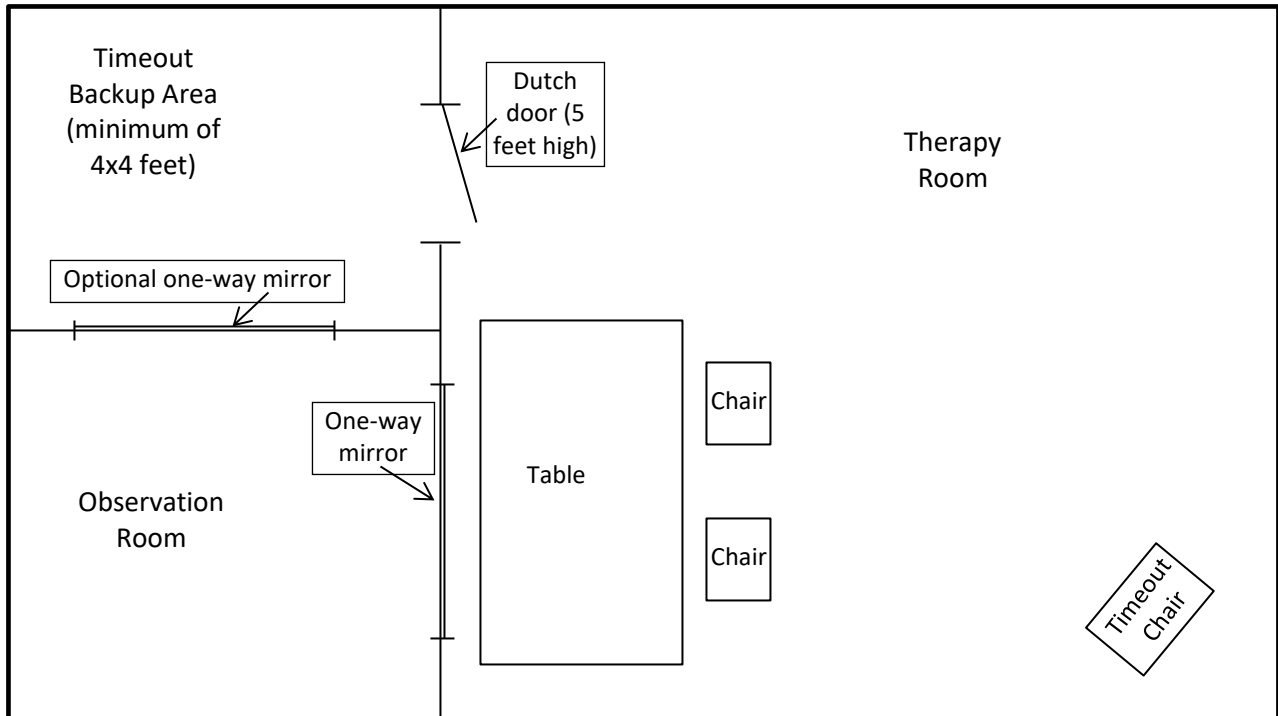 Timeout
Backup Area
(minimum of
4x4 feet)
Dutch
door (5
feet high)
Therapy
Room
Optional one-way mirror
One-way
mirror
Chair
Table
Observation
Room
Chair
Timeout
Chair